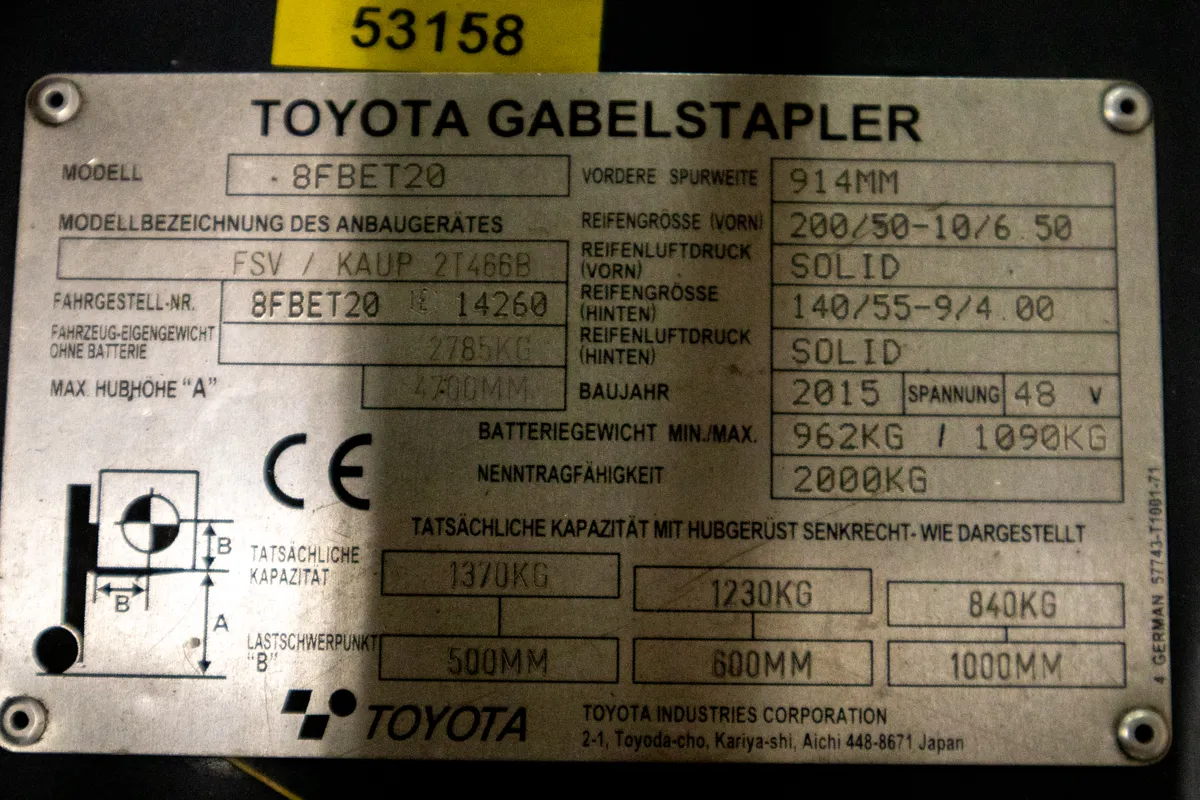 53158
TOYOTA GABELSTAPLER
MODELL 8FBET20
MODELLBEZEICHNUNG DES ANBAUGERÄTES
FSV / KAUP 2T466B
FAHRGESTELL-NR. 8FBET20 14260
FAHRZEUG-EIGENGEWICHT
OHNE BATTERIE 2785KG
MAX. HUBHÖHE "A" 4700MM
VORDERE SPURWEITE 914MM
REIFENGRÖSSE (VORN) 200/50-10/6.50
REIFENLUFTDRUCK
(VORN) SOLID
REIFENGRÖSSE
(HINTEN) 140/55-9/4.00
REIFENLUFTDRUCK
(HINTEN) SOLID
BAUJAHR 2015 SPANNUNG 48 V
BATTERIEGEWICHT MIN./MAX. 962KG / 1090KG
NENNTRAGFÄHIGKEIT 2000KG
CE
TATSÄCHLICHE KAPAZITÄT MIT HUBGERÜST SENKRECHT- WIE DARGESTELLT
B
B
A
TATSÄCHLICHE
KAPAZITÄT 1370KG 1230KG 840KG
LASTSCHWERPUNKT
"B" 500MM 600MM 1000MM
TOYOTA
TOYOTA INDUSTRIES CORPORATION
2-1, Toyoda-cho, Kariya-shi, Aichi 448-8671 Japan
4 GERMAN 57743-T1001-71